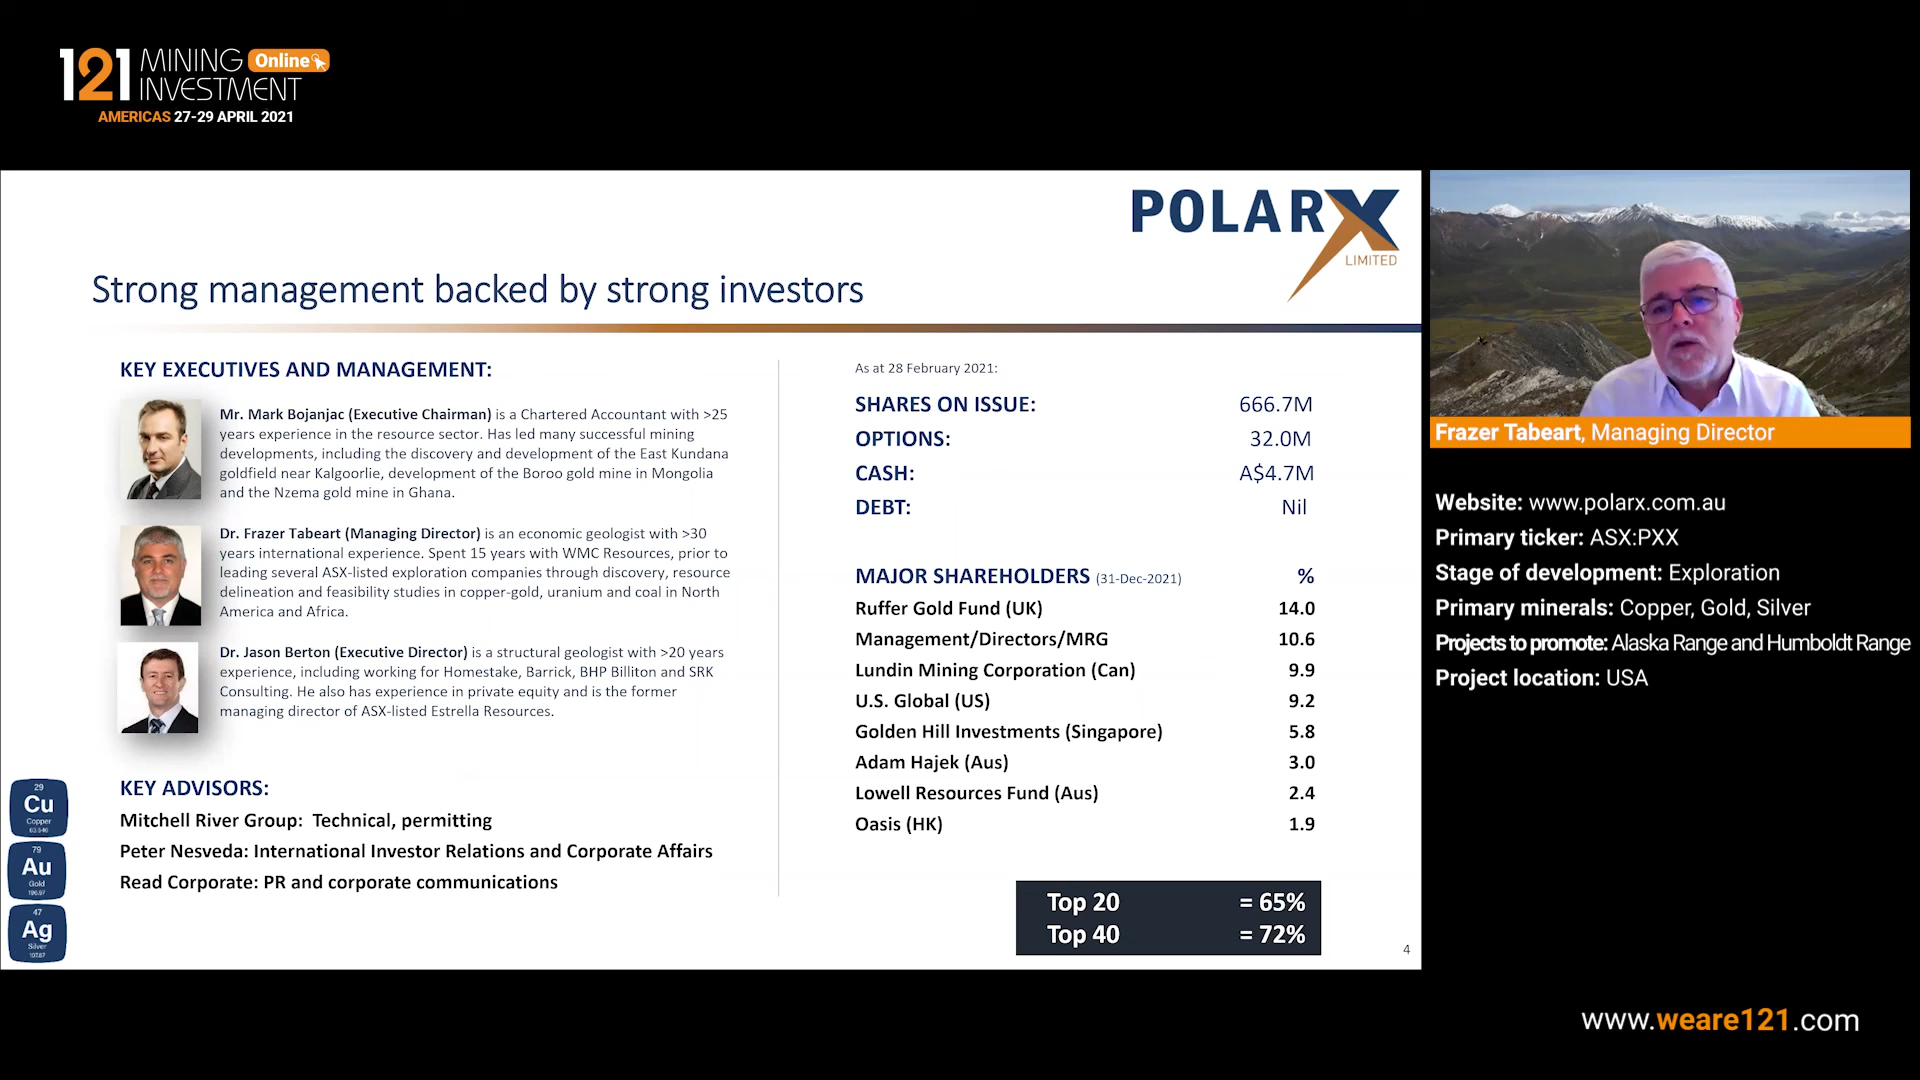 121 MINING INVESTMENT Online
AMERICAS 27-29 APRIL 2021
POLARX
LIMITED
Strong management backed by strong investors
KEY EXECUTIVES AND MANAGEMENT:
Mr. Mark Bojanjac (Executive Chairman) is a Chartered Accountant with >25
years experience in the resource sector. Has led many successful mining
developments, including the discovery and development of the East Kundana
goldfield near Kalgoorlie, development of the Boroo gold mine in Mongolia
and the Nzema gold mine in Ghana.
Dr. Frazer Tabeart (Managing Director) is an economic geologist with >30
years international experience. Spent 15 years with WMC Resources, prior to
leading several ASX-listed exploration companies through discovery, resource
delineation and feasibility studies in copper-gold, uranium and coal in North
America and Africa.
Dr. Jason Berton (Executive Director) is a structural geologist with >20 years
experience, including working for Homestake, Barrick, BHP Billiton and SRK
Consulting. He also has experience in private equity and is the former
managing director of ASX-listed Estrella Resources.
KEY ADVISORS:
Mitchell River Group: Technical, permitting
Peter Nesveda: International Investor Relations and Corporate Affairs
Read Corporate: PR and corporate communications
29
Cu
Copper
63.546
79
Au
Gold
196.97
47
Ag
Silver
107.87
As at 28 February 2021:
SHARES ON ISSUE: 666.7M
OPTIONS: 32.0M
CASH: A$4.7M
DEBT: Nil
MAJOR SHAREHOLDERS (31-Dec-2021) %
Ruffer Gold Fund (UK) 14.0
Management/Directors/MRG 10.6
Lundin Mining Corporation (Can) 9.9
U.S. Global (US) 9.2
Golden Hill Investments (Singapore) 5.8
Adam Hajek (Aus) 3.0
Lowell Resources Fund (Aus) 2.4
Oasis (HK) 1.9
Top 20 = 65%
Top 40 = 72%
4
Frazer Tabeart, Managing Director
Website: www.polarx.com.au
Primary ticker: ASX:PXX
Stage of development: Exploration
Primary minerals: Copper, Gold, Silver
Projects to promote: Alaska Range and Humboldt Range
Project location: USA
www.weare121.com